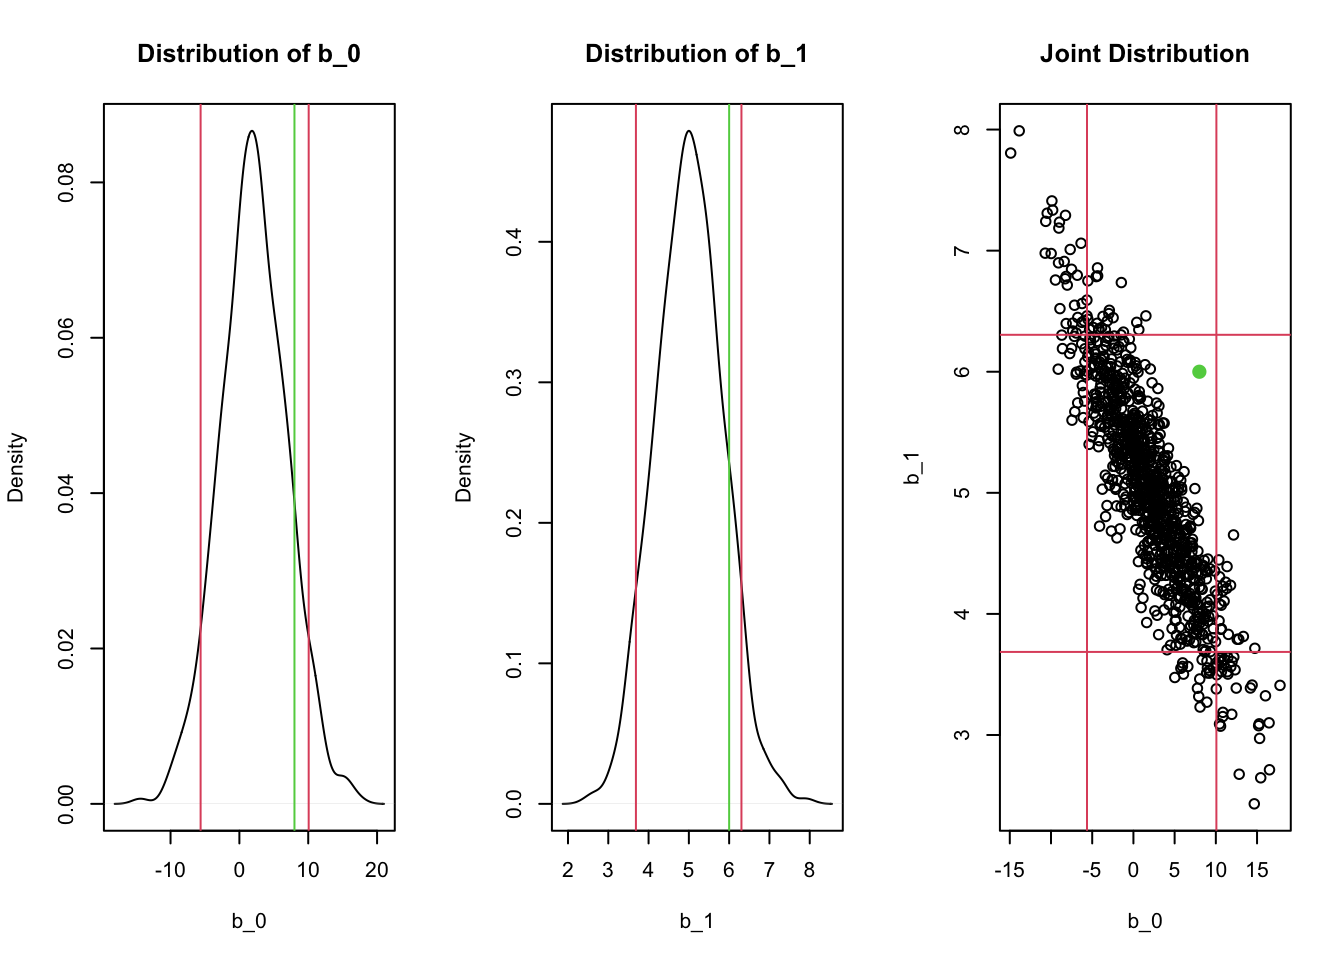 Distribution of b_0
Density
0.00 0.02 0.04 0.06 0.08
-10 0 10 20
b_0
Distribution of b_1
Density
0.0 0.1 0.2 0.3 0.4
2 3 4 5 6 7 8
b_1
Joint Distribution
b_1
3 4 5 6 7 8
-15 -5 0 5 10 15
b_0